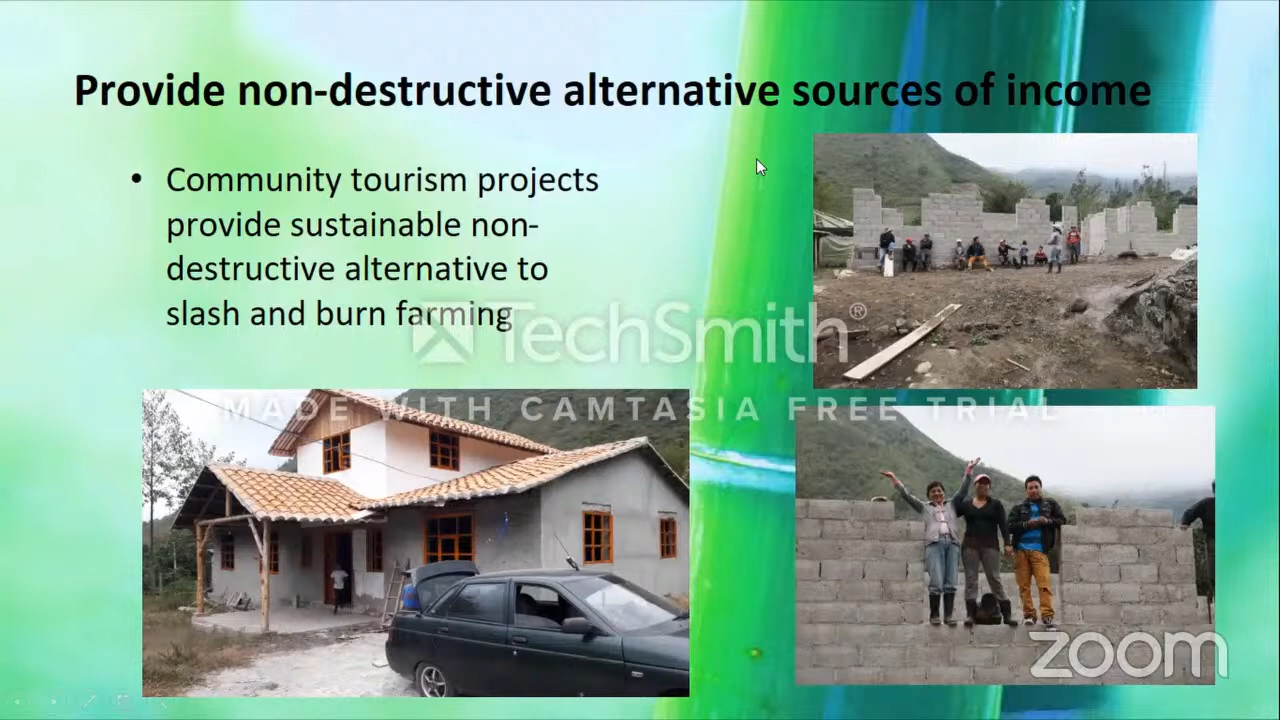 Provide non-destructive alternative sources of income
• Community tourism projects
provide sustainable non-
destructive alternative to
slash and burn farming
TechSmith®
MADE WITH CAMTASIA FREE TRIAL
zoom